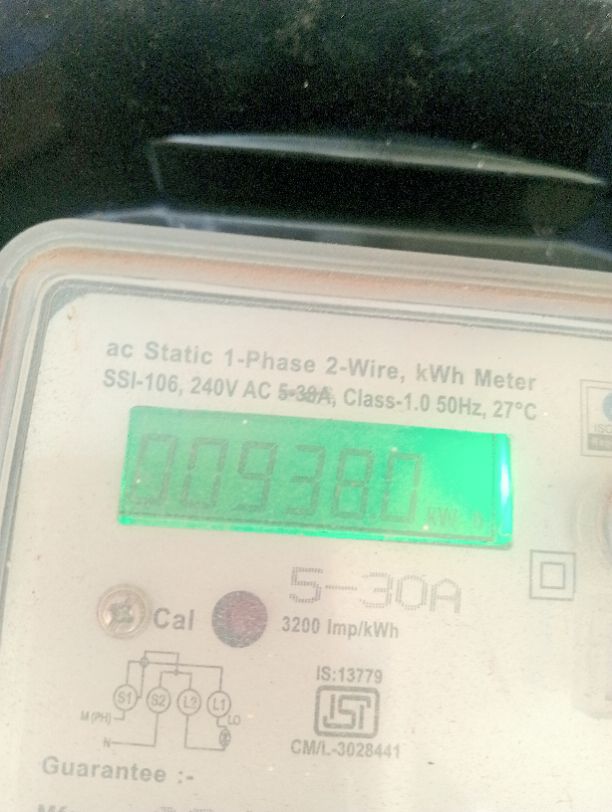 ac Static 1-Phase 2-Wire, kWh Meter
SSI-106, 240V AC 5-30A, Class-1.0 50Hz, 27°C
ISO
009380
kW h
5-30A
Cal
3200 Imp/kWh
S1 S2 L2 L1
M(PH)
LO
N
IS:13779
ISI
CM/L-3028441
Guarantee :-